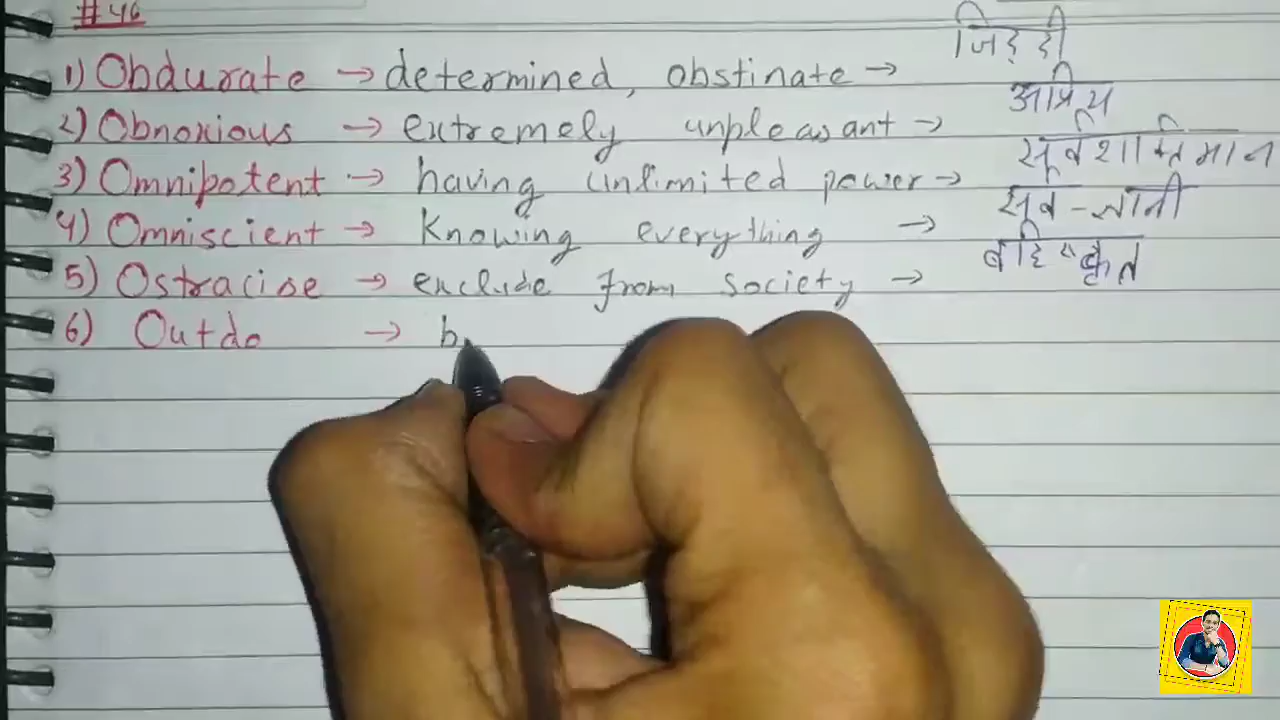 #46
1) Obdurate → determined, obstinate → जिद्दी
2) Obnoxious → extremely unpleasant → अप्रिय
3) Omnipotent → having unlimited power → सर्वशक्तिमान
4) Omniscient → Knowing everything → सर्व-ज्ञानी
5) Ostracise → exclude from society → बहिष्कृत
6) Outdo → b